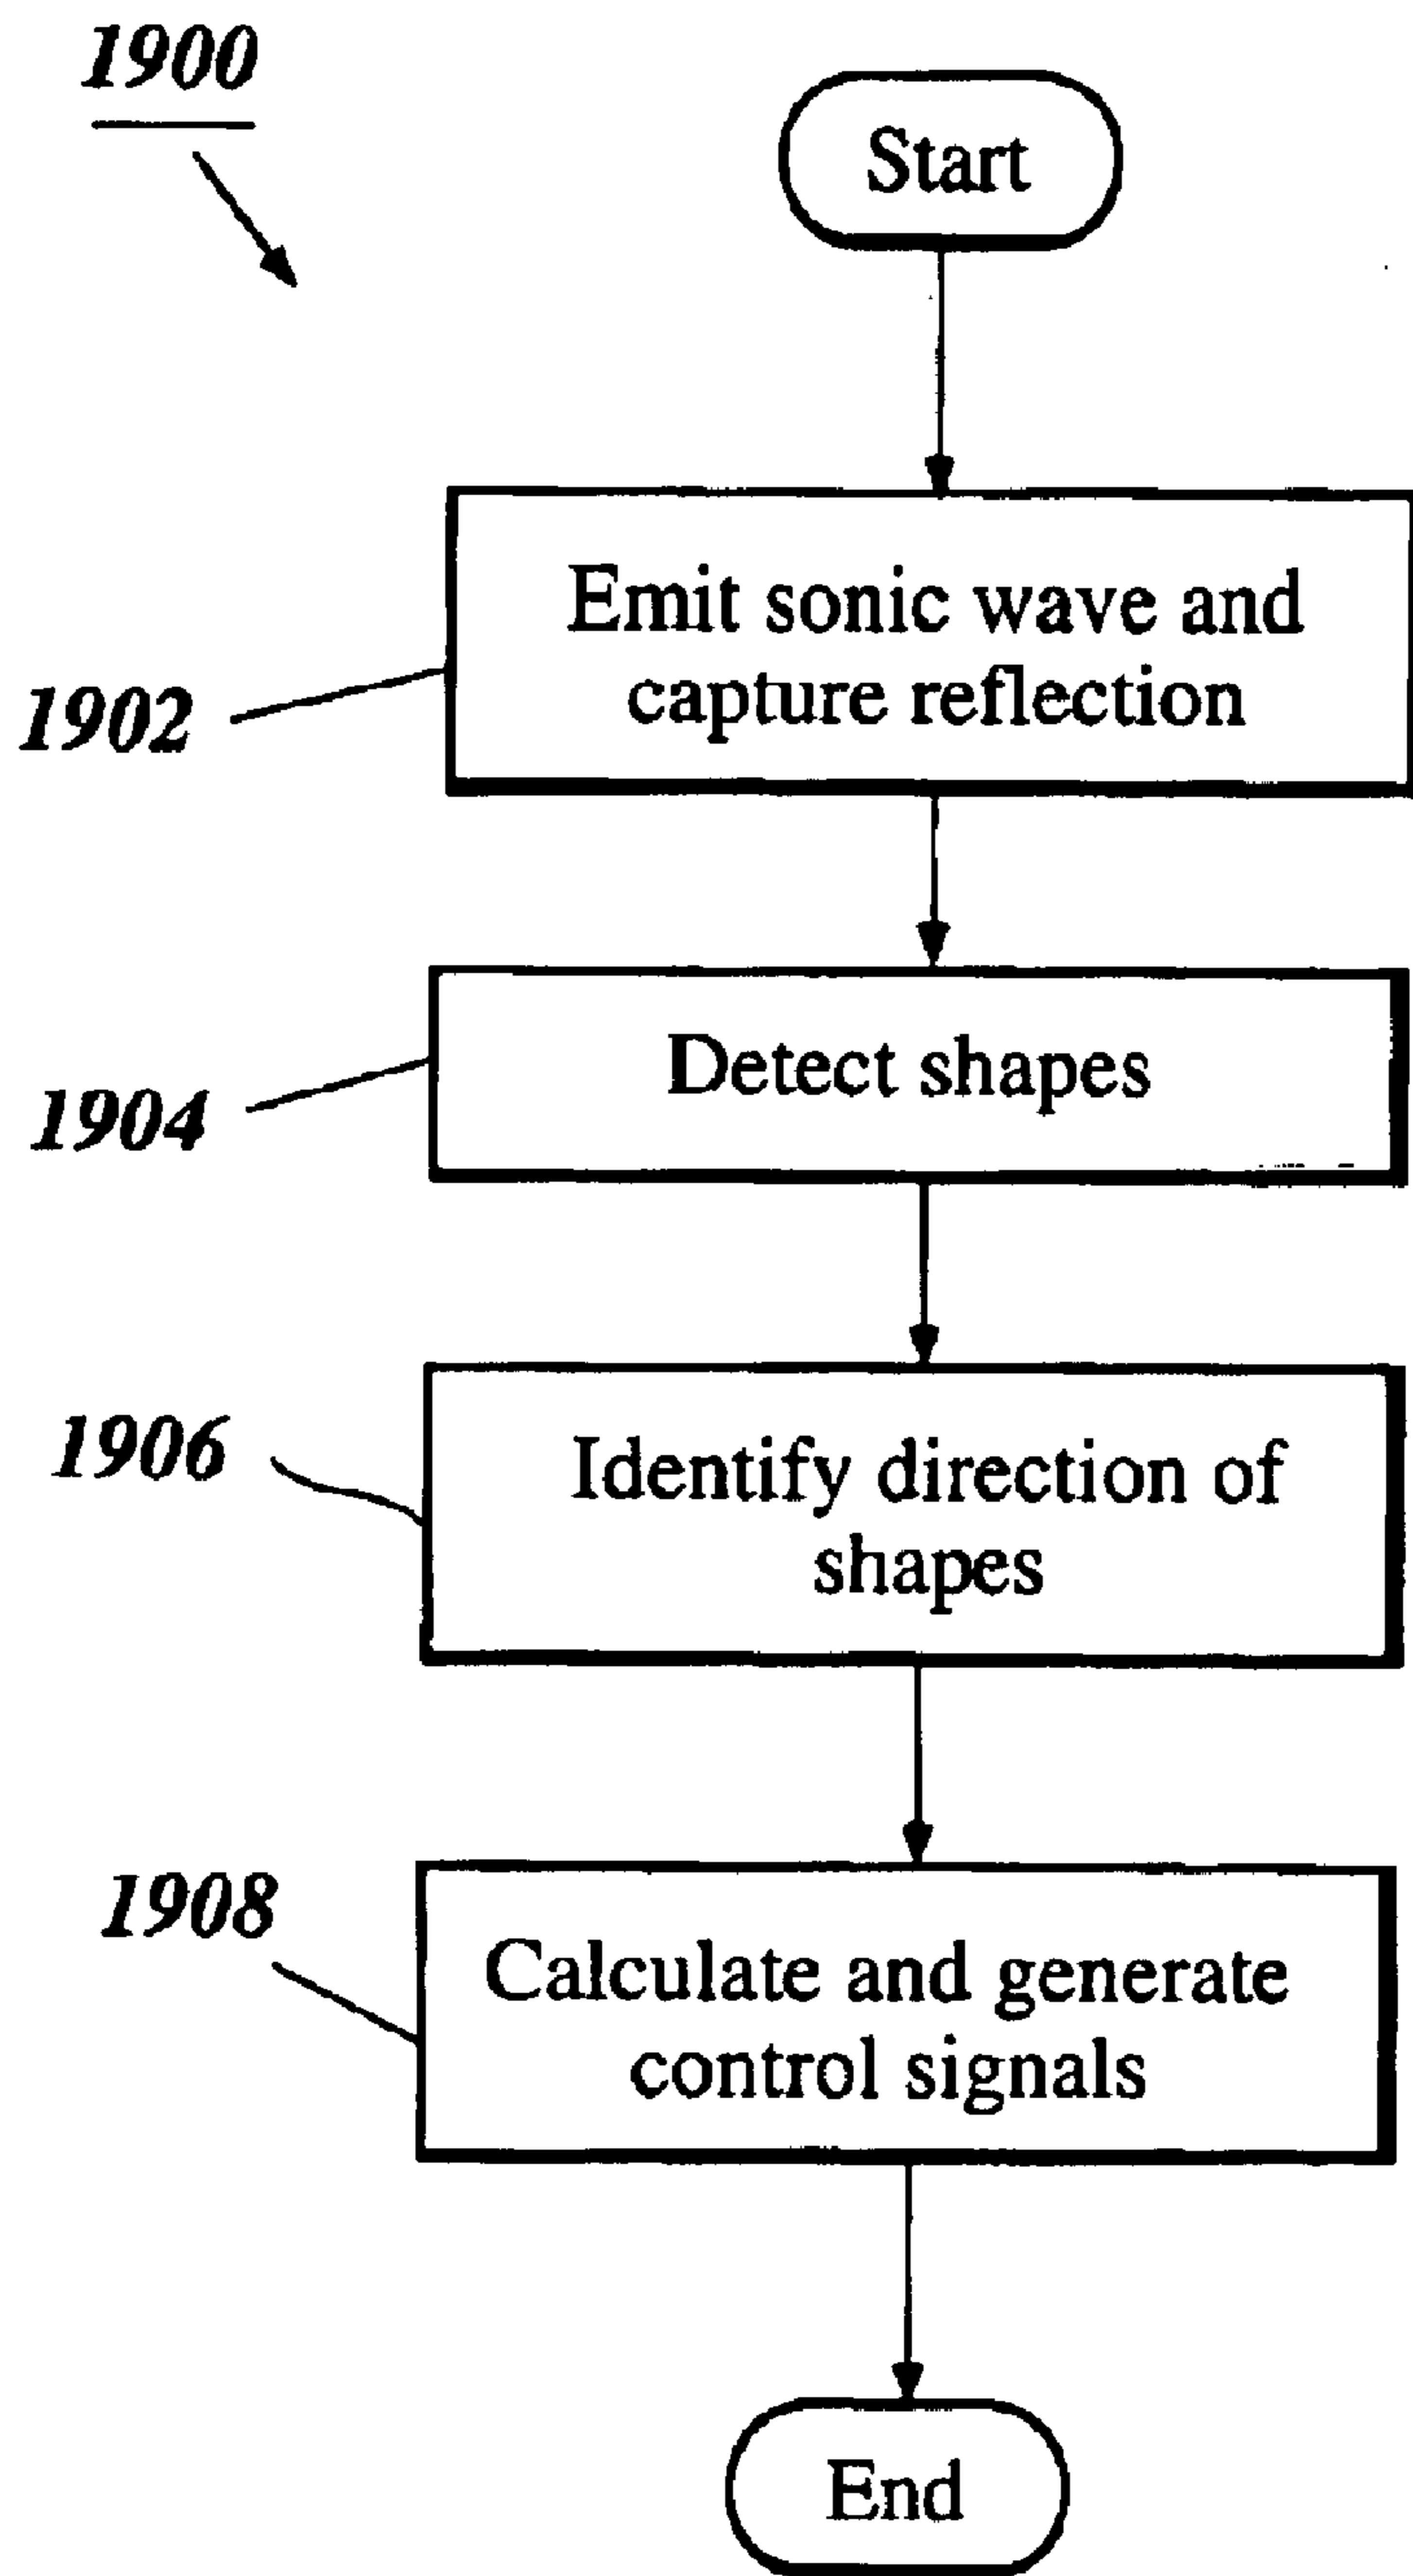 1900
Start
Emit sonic wave and
capture reflection
1902
Detect shapes
1904
Identify direction of
shapes
1906
Calculate and generate
control signals
1908
End